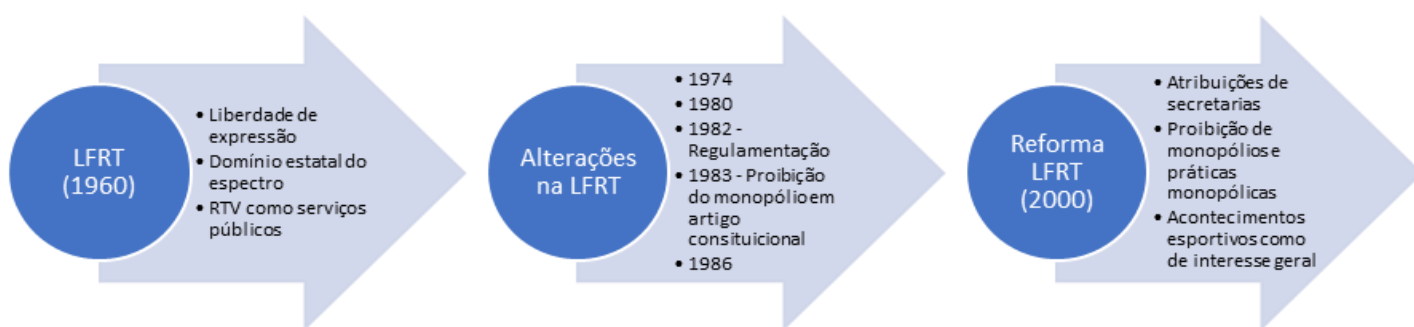 LFRT
(1960)
• Liberdade de
expressão
• Domínio estatal do
espectro
• RTV como serviços
públicos
Alterações
na LFRT
• 1974
• 1980
• 1982 -
Regulamentação
• 1983 - Proibição
do monopólio em
artigo
consituicional
• 1986
Reforma
LFRT
(2000)
• Atribuições de
secretarias
• Proibição de
monopólios e
práticas
monopólicas
• Acontecimentos
esportivos como
de interesse geral